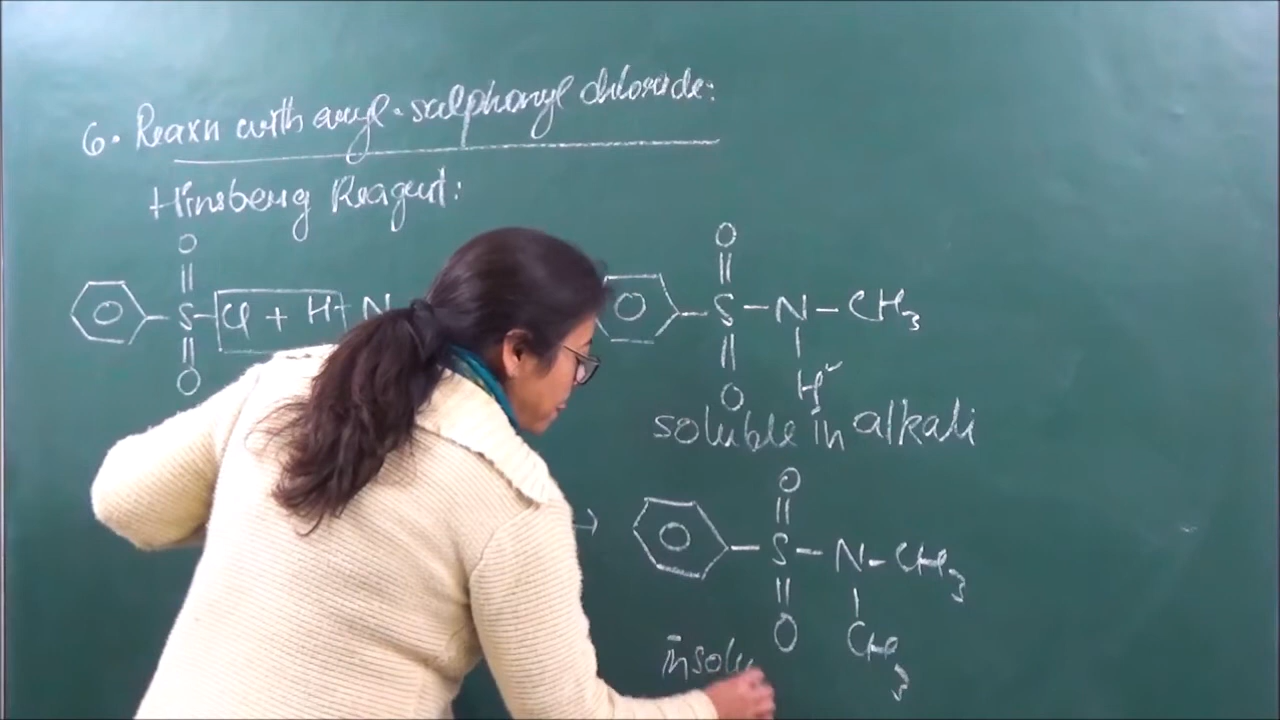 6. Reaxn with aryl-sulphonyl chloride:
Hinsberg Reagent:
O
O
S Cl + H N
S N CH3
O
O
H
soluble in alkali
O
→
S N CH3
O
CH3
insolu